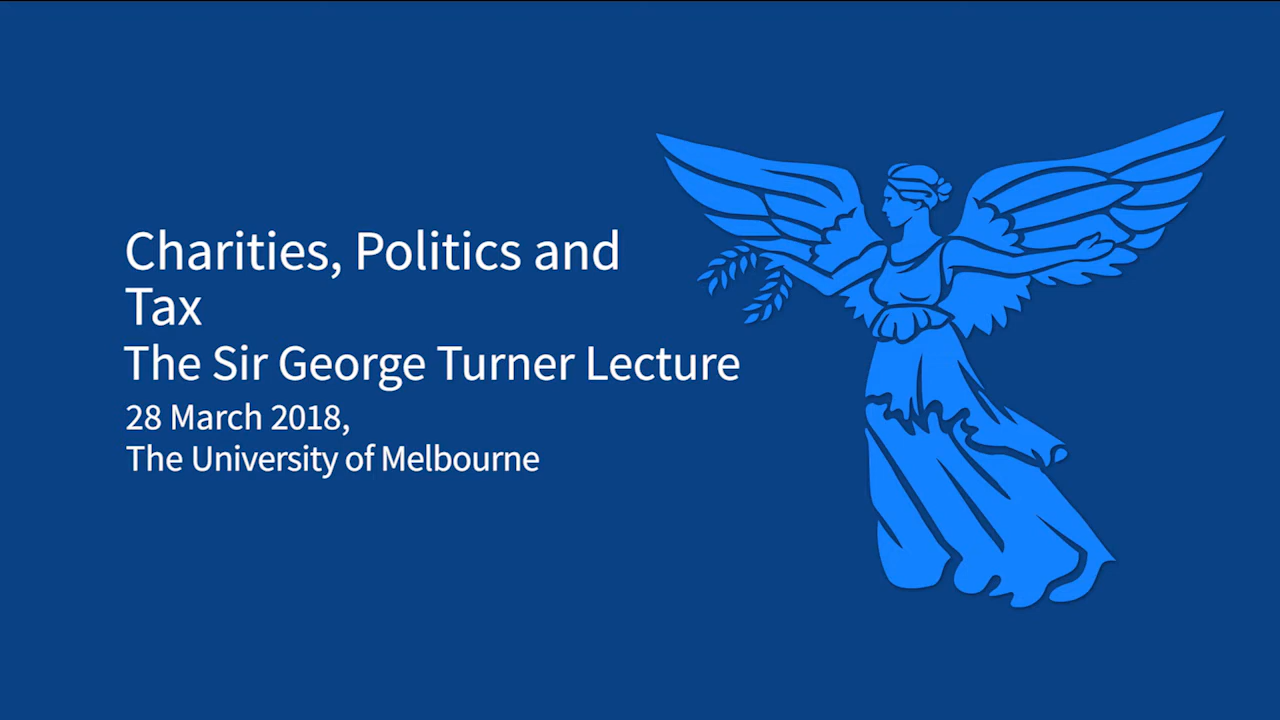 Charities, Politics and
Tax
The Sir George Turner Lecture
28 March 2018,
The University of Melbourne